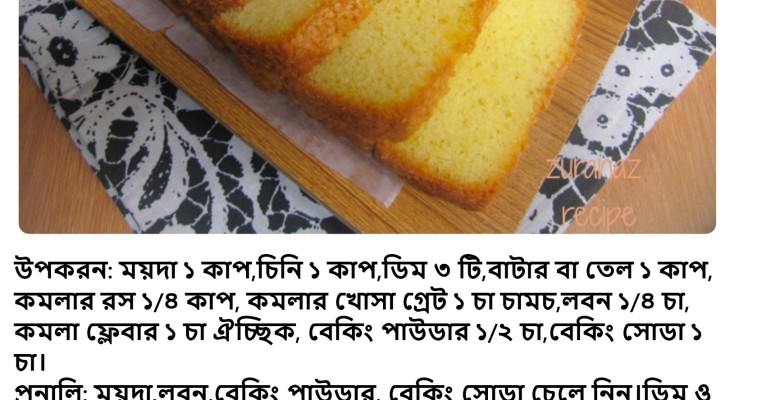 zuranaz
recipe
উপকরন: ময়দা ১ কাপ,চিনি ১ কাপ,ডিম ৩ টি,বাটার বা তেল ১ কাপ,
কমলার রস ১/৪ কাপ, কমলার খোসা গ্রেট ১ চা চামচ,লবন ১/৪ চা,
কমলা ফ্লেবার ১ চা ঐচ্ছিক, বেকিং পাউডার ১/২ চা,বেকিং সোডা ১
চা।
প্রনালি: ময়দা,লবন,বেকিং পাউডার, বেকিং সোডা চেলে নিন।ডিম ও